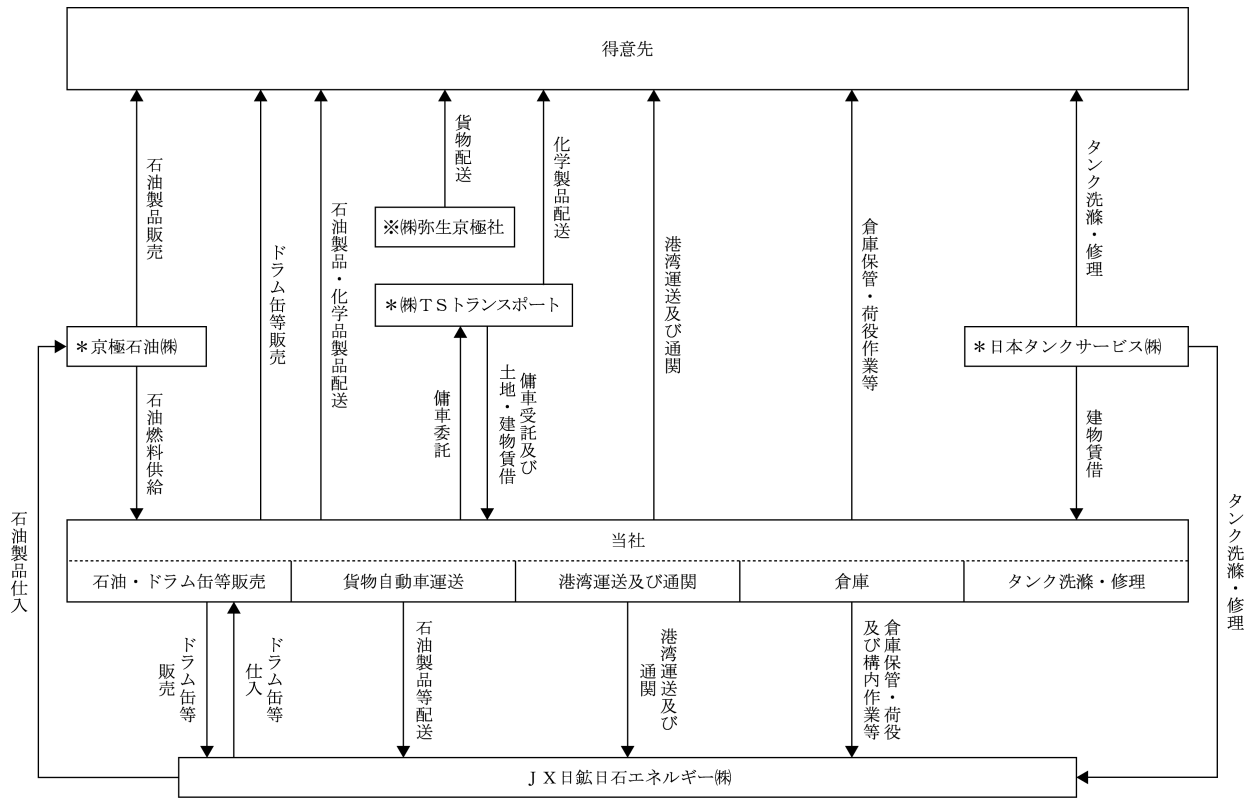 得意先
石油製品販売
ドラム缶等販売
石油製品・化学品製品配送
貨物配送
化学製品配送
港湾運送及び通関
倉庫保管・荷役作業等
タンク洗滌・修理
※㈱弥生京極社
＊㈱ＴＳトランスポート
＊京極石油㈱
＊日本タンクサービス㈱
石油燃料供給
傭車委託
傭車受託及び
土地・建物賃借
建物賃借
石油製品仕入
タンク洗滌・修理
当社
石油・ドラム缶等販売
貨物自動車運送
港湾運送及び通関
倉庫
タンク洗滌・修理
ドラム缶等
販売
ドラム缶等
仕入
石油製品等配送
港湾運送及び
通関
倉庫保管・荷役
及び構内作業等
ＪＸ日鉱日石エネルギー㈱